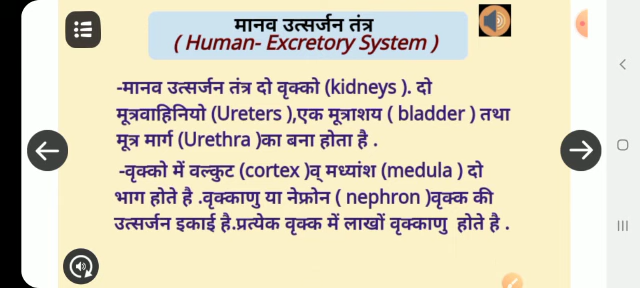 मानव उत्सर्जन तंत्र
( Human- Excretory System )
-मानव उत्सर्जन तंत्र दो वृक्को (kidneys ). दो
मूत्रवाहिनियो (Ureters ),एक मूत्राशय ( bladder ) तथा
मूत्र मार्ग (Urethra )का बना होता है .
-वृक्को में वल्कुट (cortex )व् मध्यांश (medula ) दो
भाग होते है .वृक्काणु या नेफ्रोन ( nephron )वृक्क की
उत्सर्जन इकाई है.प्रत्येक वृक्क में लाखों वृक्काणु होते है .